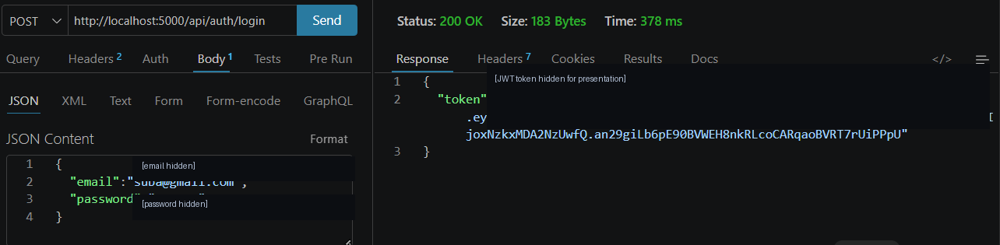 POST http://localhost:5000/api/auth/login Send
Status: 200 OK Size: 183 Bytes Time: 378 ms
Query Headers 2 Auth Body 1 Tests Pre Run
Response Headers 7 Cookies Results Docs </>
JSON XML Text Form Form-encode GraphQL
JSON Content Format
1 {
[email hidden]
2 "email":
3 "password"
[password hidden]
4 }
1 {
[JWT token hidden for presentation]
2 "token"
.ey
joxNzkxMDA2NzUwfQ.an29giLb6pE90BVWEH8nkRLcoCARqaoBVRT7rUiPPpU"
3 }